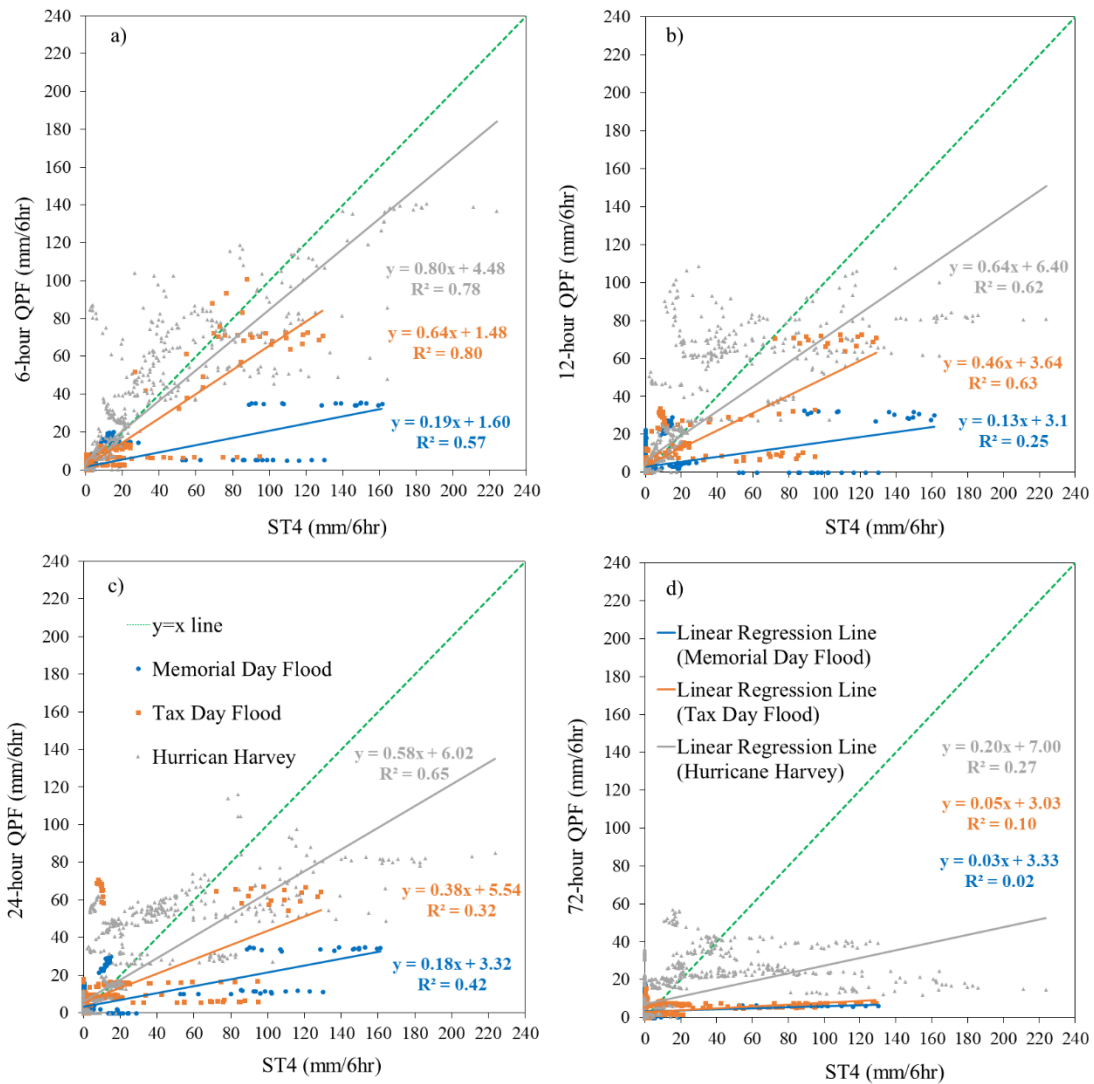 a)
240
220
200
180
160
140
120
100
80
60
40
20
0
6-hour QPF (mm/6hr)
y = 0.80x + 4.48
R² = 0.78
y = 0.64x + 1.48
R² = 0.80
y = 0.19x + 1.60
R² = 0.57
0 20 40 60 80 100 120 140 160 180 200 220 240
ST4 (mm/6hr)
b)
240
220
200
180
160
140
120
100
80
60
40
20
0
12-hour QPF (mm/6hr)
y = 0.64x + 6.40
R² = 0.62
y = 0.46x + 3.64
R² = 0.63
y = 0.13x + 3.1
R² = 0.25
0 20 40 60 80 100 120 140 160 180 200 220 240
ST4 (mm/6hr)
c)
240
220
200
180
160
140
120
100
80
60
40
20
0
24-hour QPF (mm/6hr)
y=x line
Memorial Day Flood
Tax Day Flood
Hurrican Harvey
y = 0.58x + 6.02
R² = 0.65
y = 0.38x + 5.54
R² = 0.32
y = 0.18x + 3.32
R² = 0.42
0 20 40 60 80 100 120 140 160 180 200 220 240
ST4 (mm/6hr)
d)
240
220
200
180
160
140
120
100
80
60
40
20
0
72-hour QPF (mm/6hr)
Linear Regression Line
(Memorial Day Flood)
Linear Regression Line
(Tax Day Flood)
Linear Regression Line
(Hurricane Harvey)
y = 0.20x + 7.00
R² = 0.27
y = 0.05x + 3.03
R² = 0.10
y = 0.03x + 3.33
R² = 0.02
0 20 40 60 80 100 120 140 160 180 200 220 240
ST4 (mm/6hr)